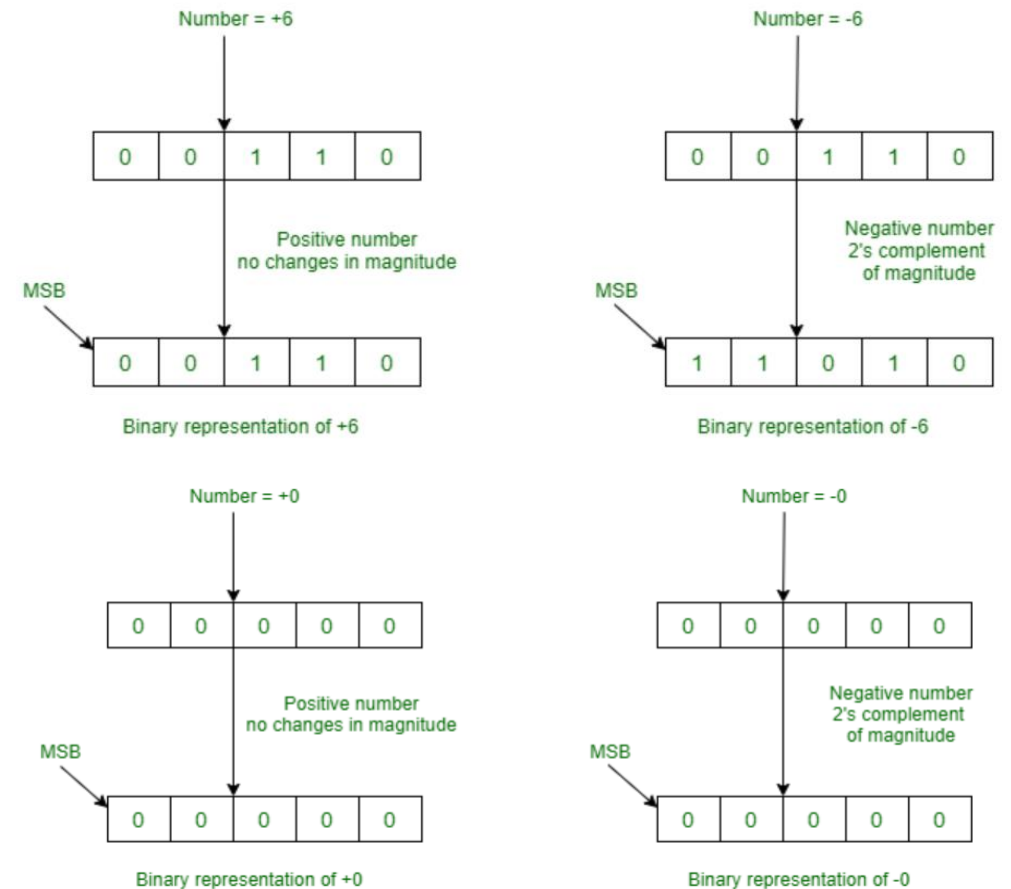 Number = +6
0 0 1 1 0
Positive number
no changes in magnitude
MSB
0 0 1 1 0
Binary representation of +6
Number = -6
0 0 1 1 0
Negative number
2's complement
of magnitude
MSB
1 1 0 1 0
Binary representation of -6
Number = +0
0 0 0 0 0
Positive number
no changes in magnitude
MSB
0 0 0 0 0
Binary representation of +0
Number = -0
0 0 0 0 0
Negative number
2's complement
of magnitude
MSB
0 0 0 0 0
Binary representation of -0